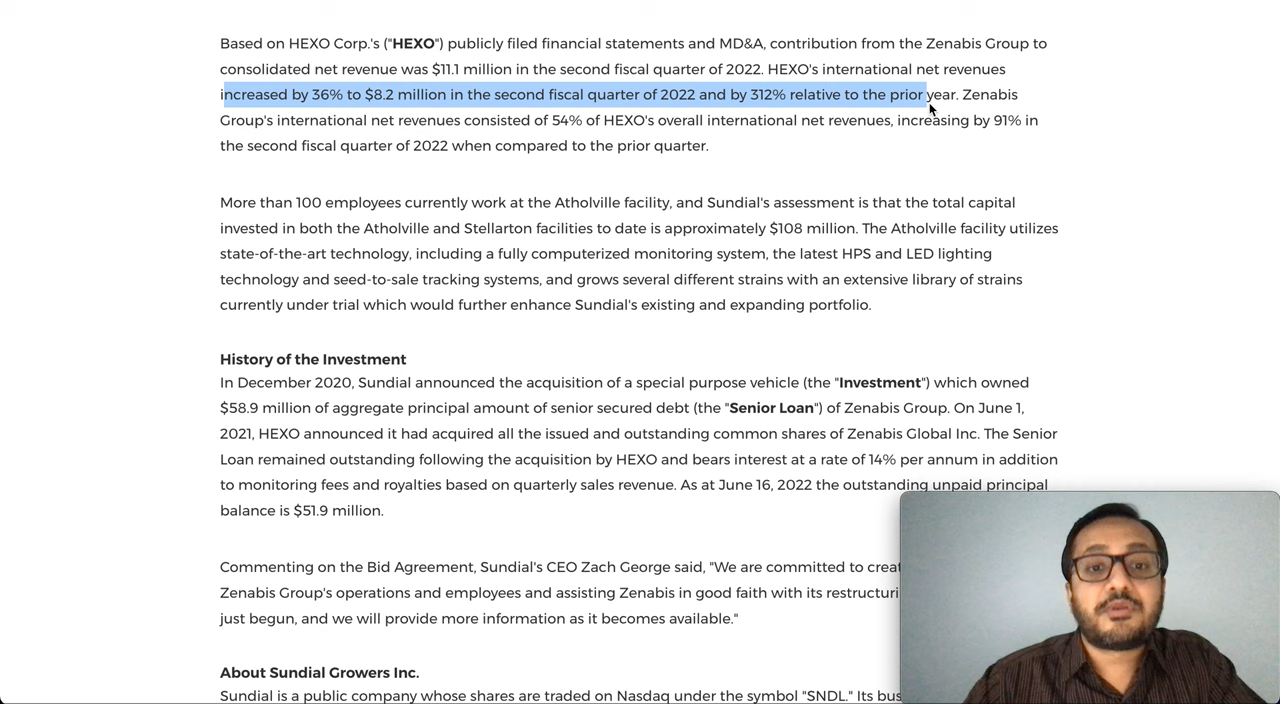 Based on HEXO Corp.'s ("HEXO") publicly filed financial statements and MD&A, contribution from the Zenabis Group to
consolidated net revenue was $11.1 million in the second fiscal quarter of 2022. HEXO's international net revenues
increased by 36% to $8.2 million in the second fiscal quarter of 2022 and by 312% relative to the prior year. Zenabis
Group's international net revenues consisted of 54% of HEXO's overall international net revenues, increasing by 91% in
the second fiscal quarter of 2022 when compared to the prior quarter.
More than 100 employees currently work at the Atholville facility, and Sundial's assessment is that the total capital
invested in both the Atholville and Stellarton facilities to date is approximately $108 million. The Atholville facility utilizes
state-of-the-art technology, including a fully computerized monitoring system, the latest HPS and LED lighting
technology and seed-to-sale tracking systems, and grows several different strains with an extensive library of strains
currently under trial which would further enhance Sundial's existing and expanding portfolio.
History of the Investment
In December 2020, Sundial announced the acquisition of a special purpose vehicle (the "Investment") which owned
$58.9 million of aggregate principal amount of senior secured debt (the "Senior Loan") of Zenabis Group. On June 1,
2021, HEXO announced it had acquired all the issued and outstanding common shares of Zenabis Global Inc. The Senior
Loan remained outstanding following the acquisition by HEXO and bears interest at a rate of 14% per annum in addition
to monitoring fees and royalties based on quarterly sales revenue. As at June 16, 2022 the outstanding unpaid principal
balance is $51.9 million.
Commenting on the Bid Agreement, Sundial's CEO Zach George said, "We are committed to
Zenabis Group's operations and employees and assisting Zenabis in good faith with its
just begun, and we will provide more information as it becomes available."
About Sundial Growers Inc.
Sundial is a public company whose shares are traded on Nasdaq under the symbol "SNDL." Its